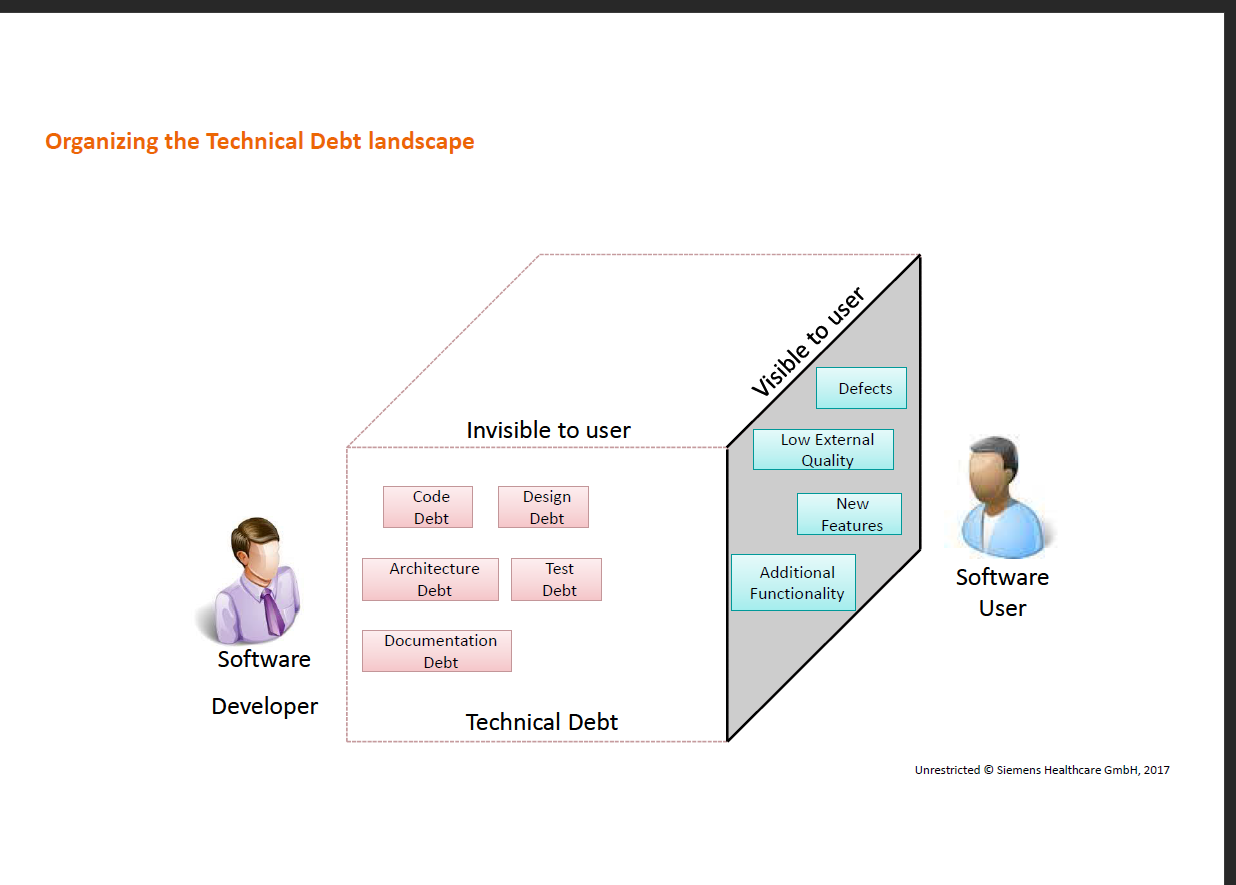 Organizing the Technical Debt landscape
Visible to user
Defects
Invisible to user
Low External
Quality
Code
Debt
Design
Debt
New
Features
Architecture
Debt
Test
Debt
Additional
Functionality
Software
User
Documentation
Debt
Software
Developer
Technical Debt
Unrestricted © Siemens Healthcare GmbH, 2017